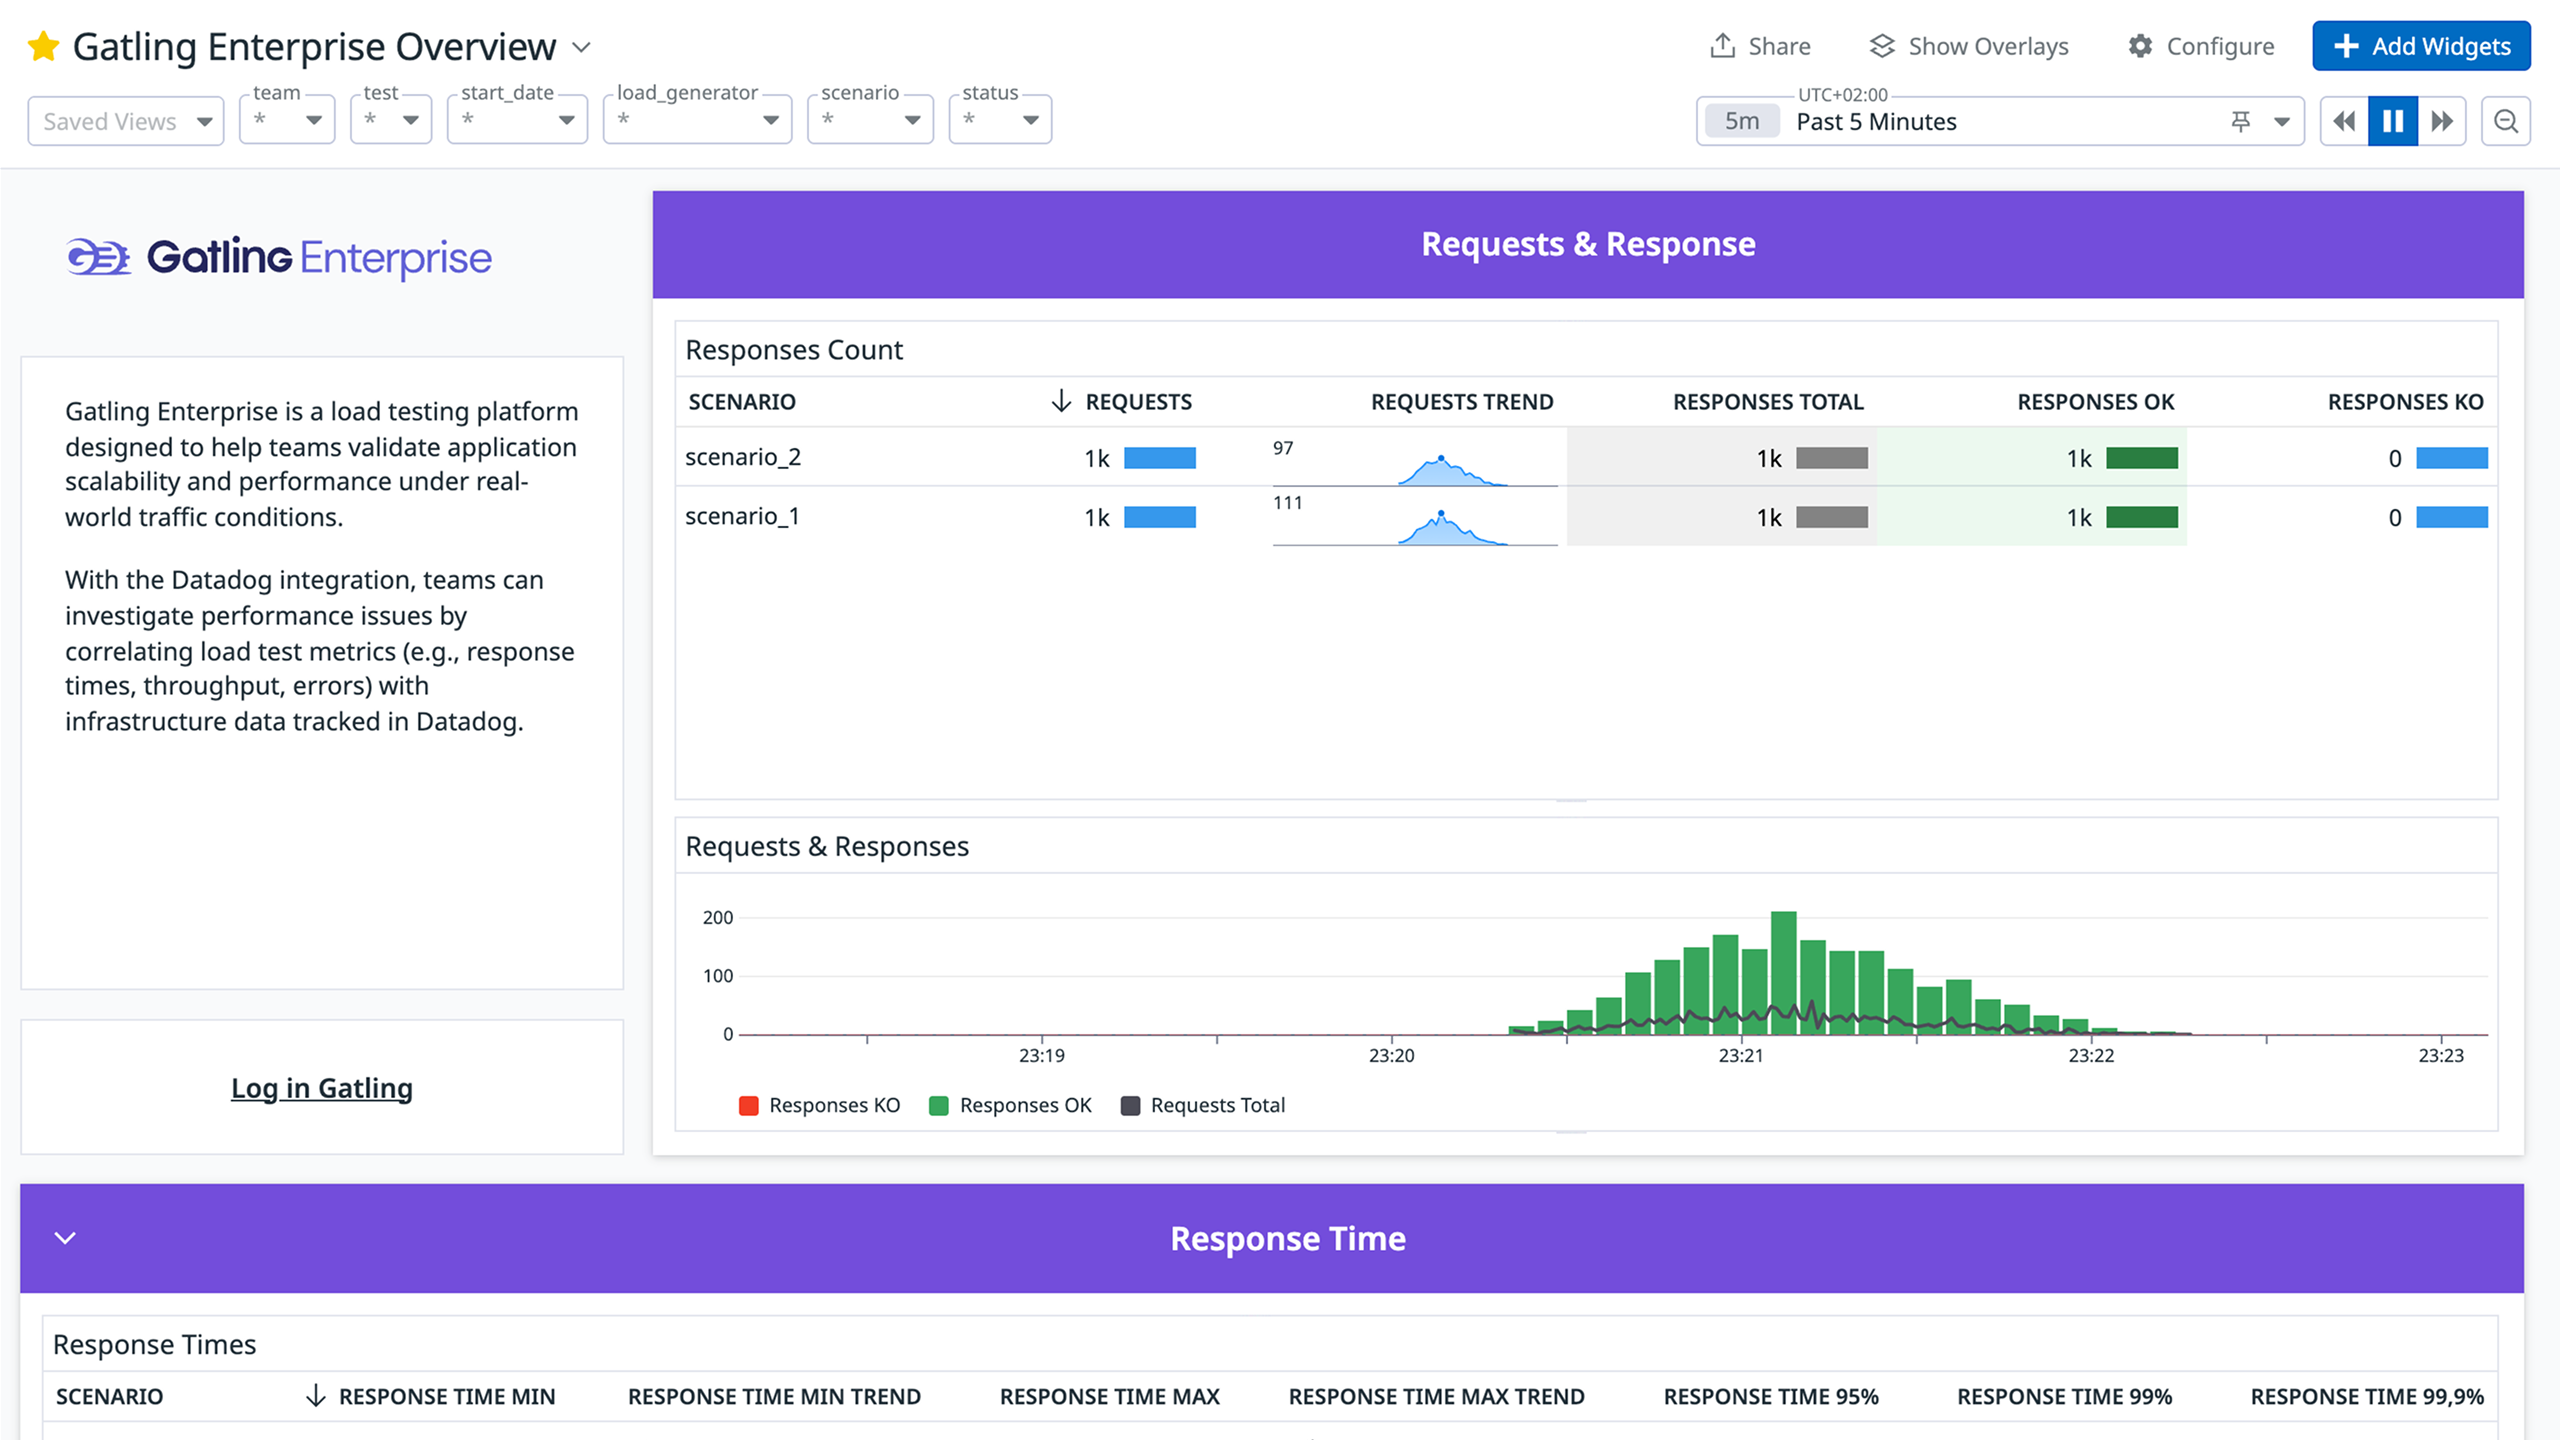 Gatling Enterprise Overview
Share
Show Overlays
Configure
Add Widgets
Saved Views
team
*
test
*
start_date
*
load_generator
*
scenario
*
status
*
UTC+02:00
5m
Past 5 Minutes
Gatling Enterprise
Gatling Enterprise is a load testing platform
designed to help teams validate application
scalability and performance under real-
world traffic conditions.
With the Datadog integration, teams can
investigate performance issues by
correlating load test metrics (e.g., response
times, throughput, errors) with
infrastructure data tracked in Datadog.
Log in Gatling
Requests & Response
Responses Count
SCENARIO REQUESTS REQUESTS TREND RESPONSES TOTAL RESPONSES OK RESPONSES KO
scenario_2 1k 97 1k 1k 0
scenario_1 1k 111 1k 1k 0
Requests & Responses
200
100
0
23:19 23:20 23:21 23:22 23:23
Responses KO Responses OK Requests Total
Response Time
Response Times
SCENARIO RESPONSE TIME MIN RESPONSE TIME MIN TREND RESPONSE TIME MAX RESPONSE TIME MAX TREND RESPONSE TIME 95% RESPONSE TIME 99% RESPONSE TIME 99,9%